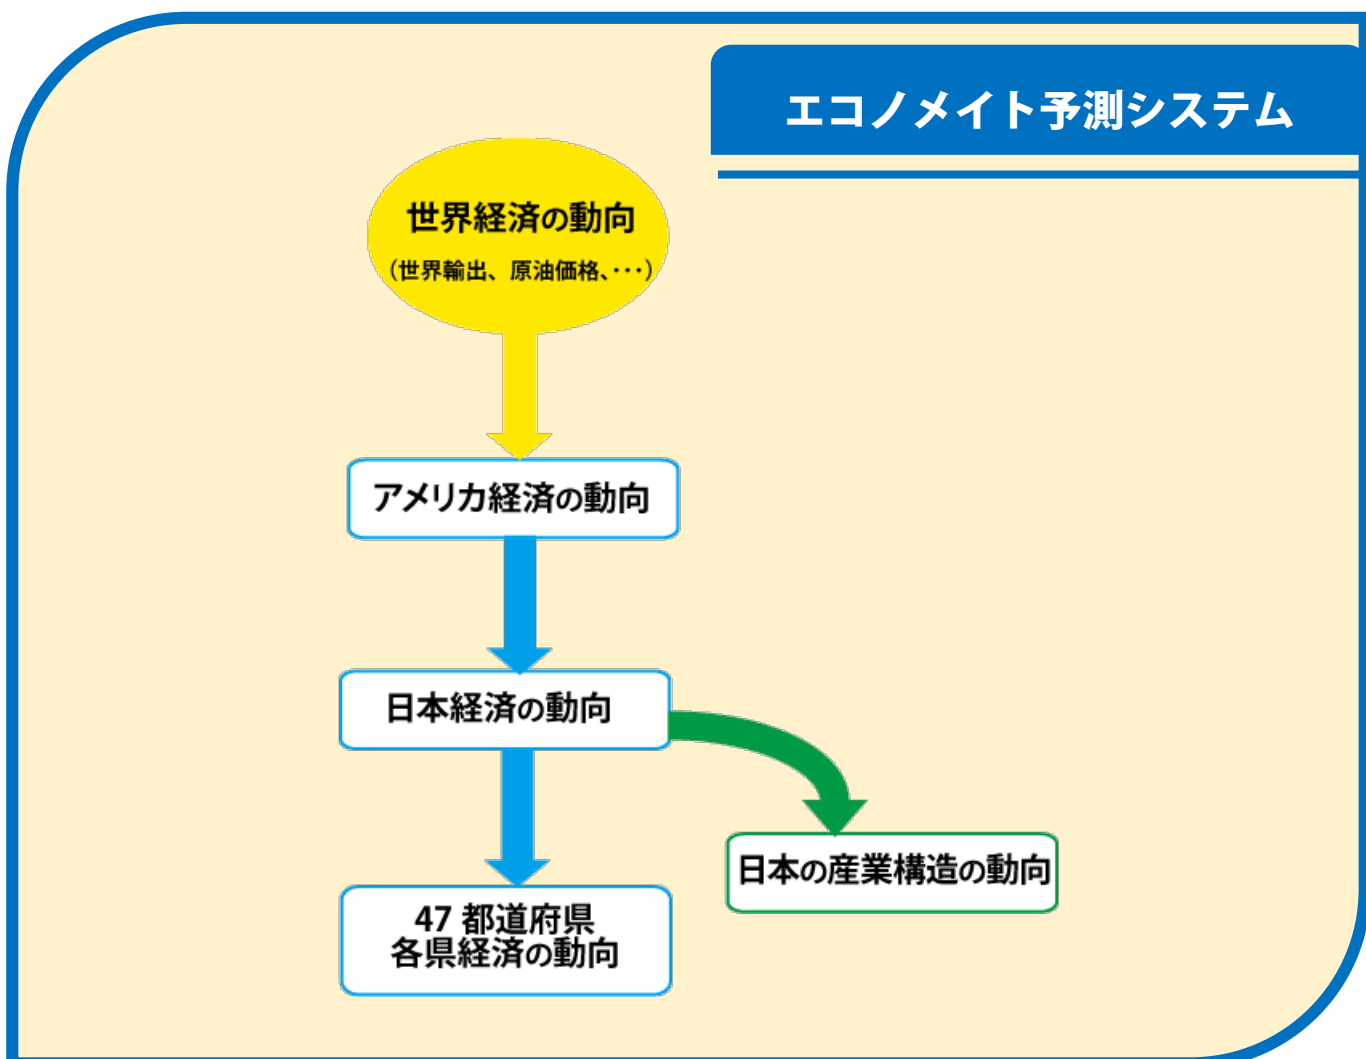 エコノメイト予測システム
世界経済の動向
（世界輸出、原油価格、･･･）
アメリカ経済の動向
日本経済の動向
日本の産業構造の動向
47 都道府県
各県経済の動向